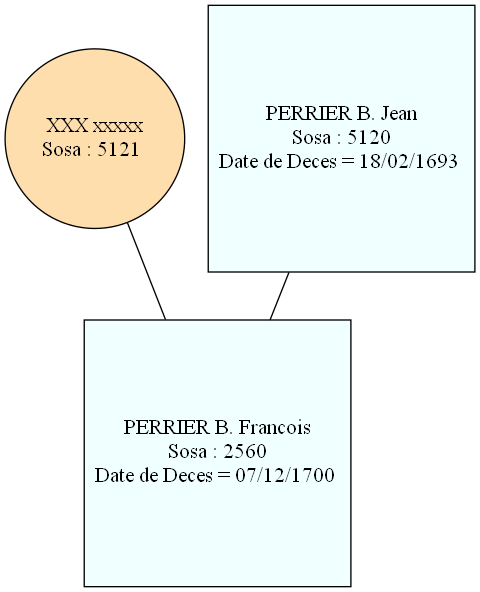 XXX xxxxx
Sosa : 5121
PERRIER B. Jean
Sosa : 5120
Date de Deces = 18/02/1693
PERRIER B. Francois
Sosa : 2560
Date de Deces = 07/12/1700